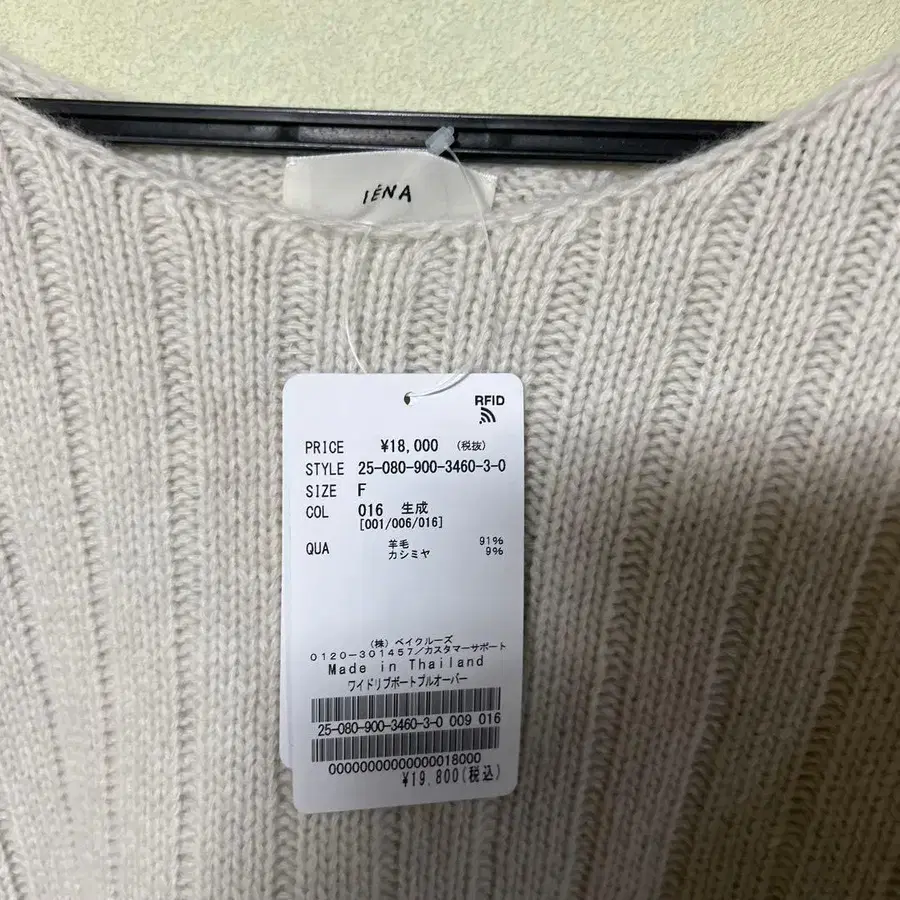 IÉNA
RFID
PRICE ¥18,000 (税抜)
STYLE 25-080-900-3460-3-0
SIZE F
COL 016 生成
[001/006/016]
QUA 羊毛 91%
カシミヤ 9%
(株) ベイクルーズ
0120-301457/カスタマーサポート
Made in Thailand
ワイドリブボートプルオーバー
25-080-900-3460-3-0 009 016
00000000000000018000
¥19,800(税込)